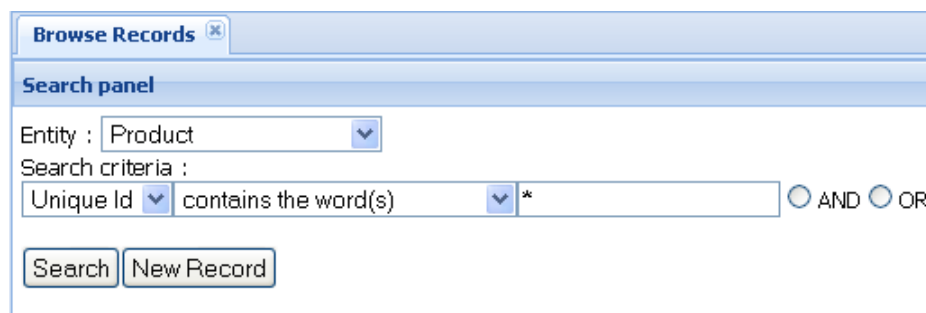 Browse Records
Search panel
Entity : Product
Search criteria :
Unique Id contains the word(s) * AND OR
Search New Record